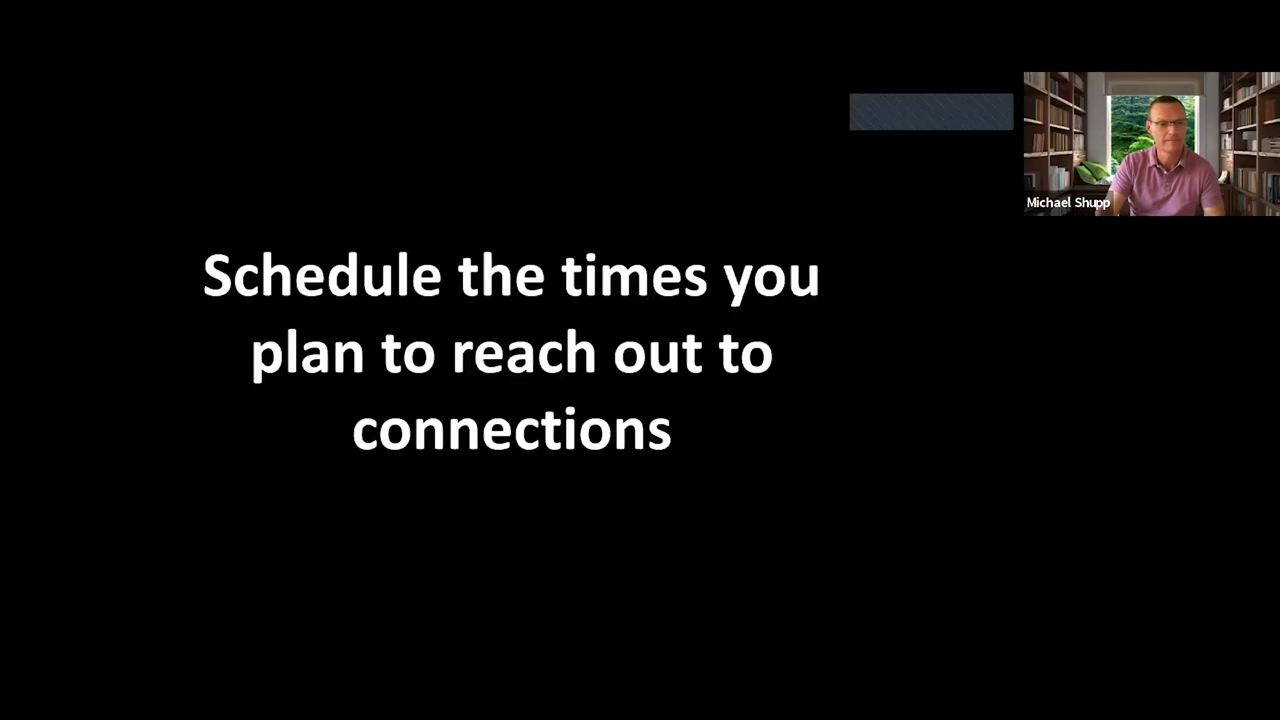 Michael Shupp
Schedule the times you
plan to reach out to
connections